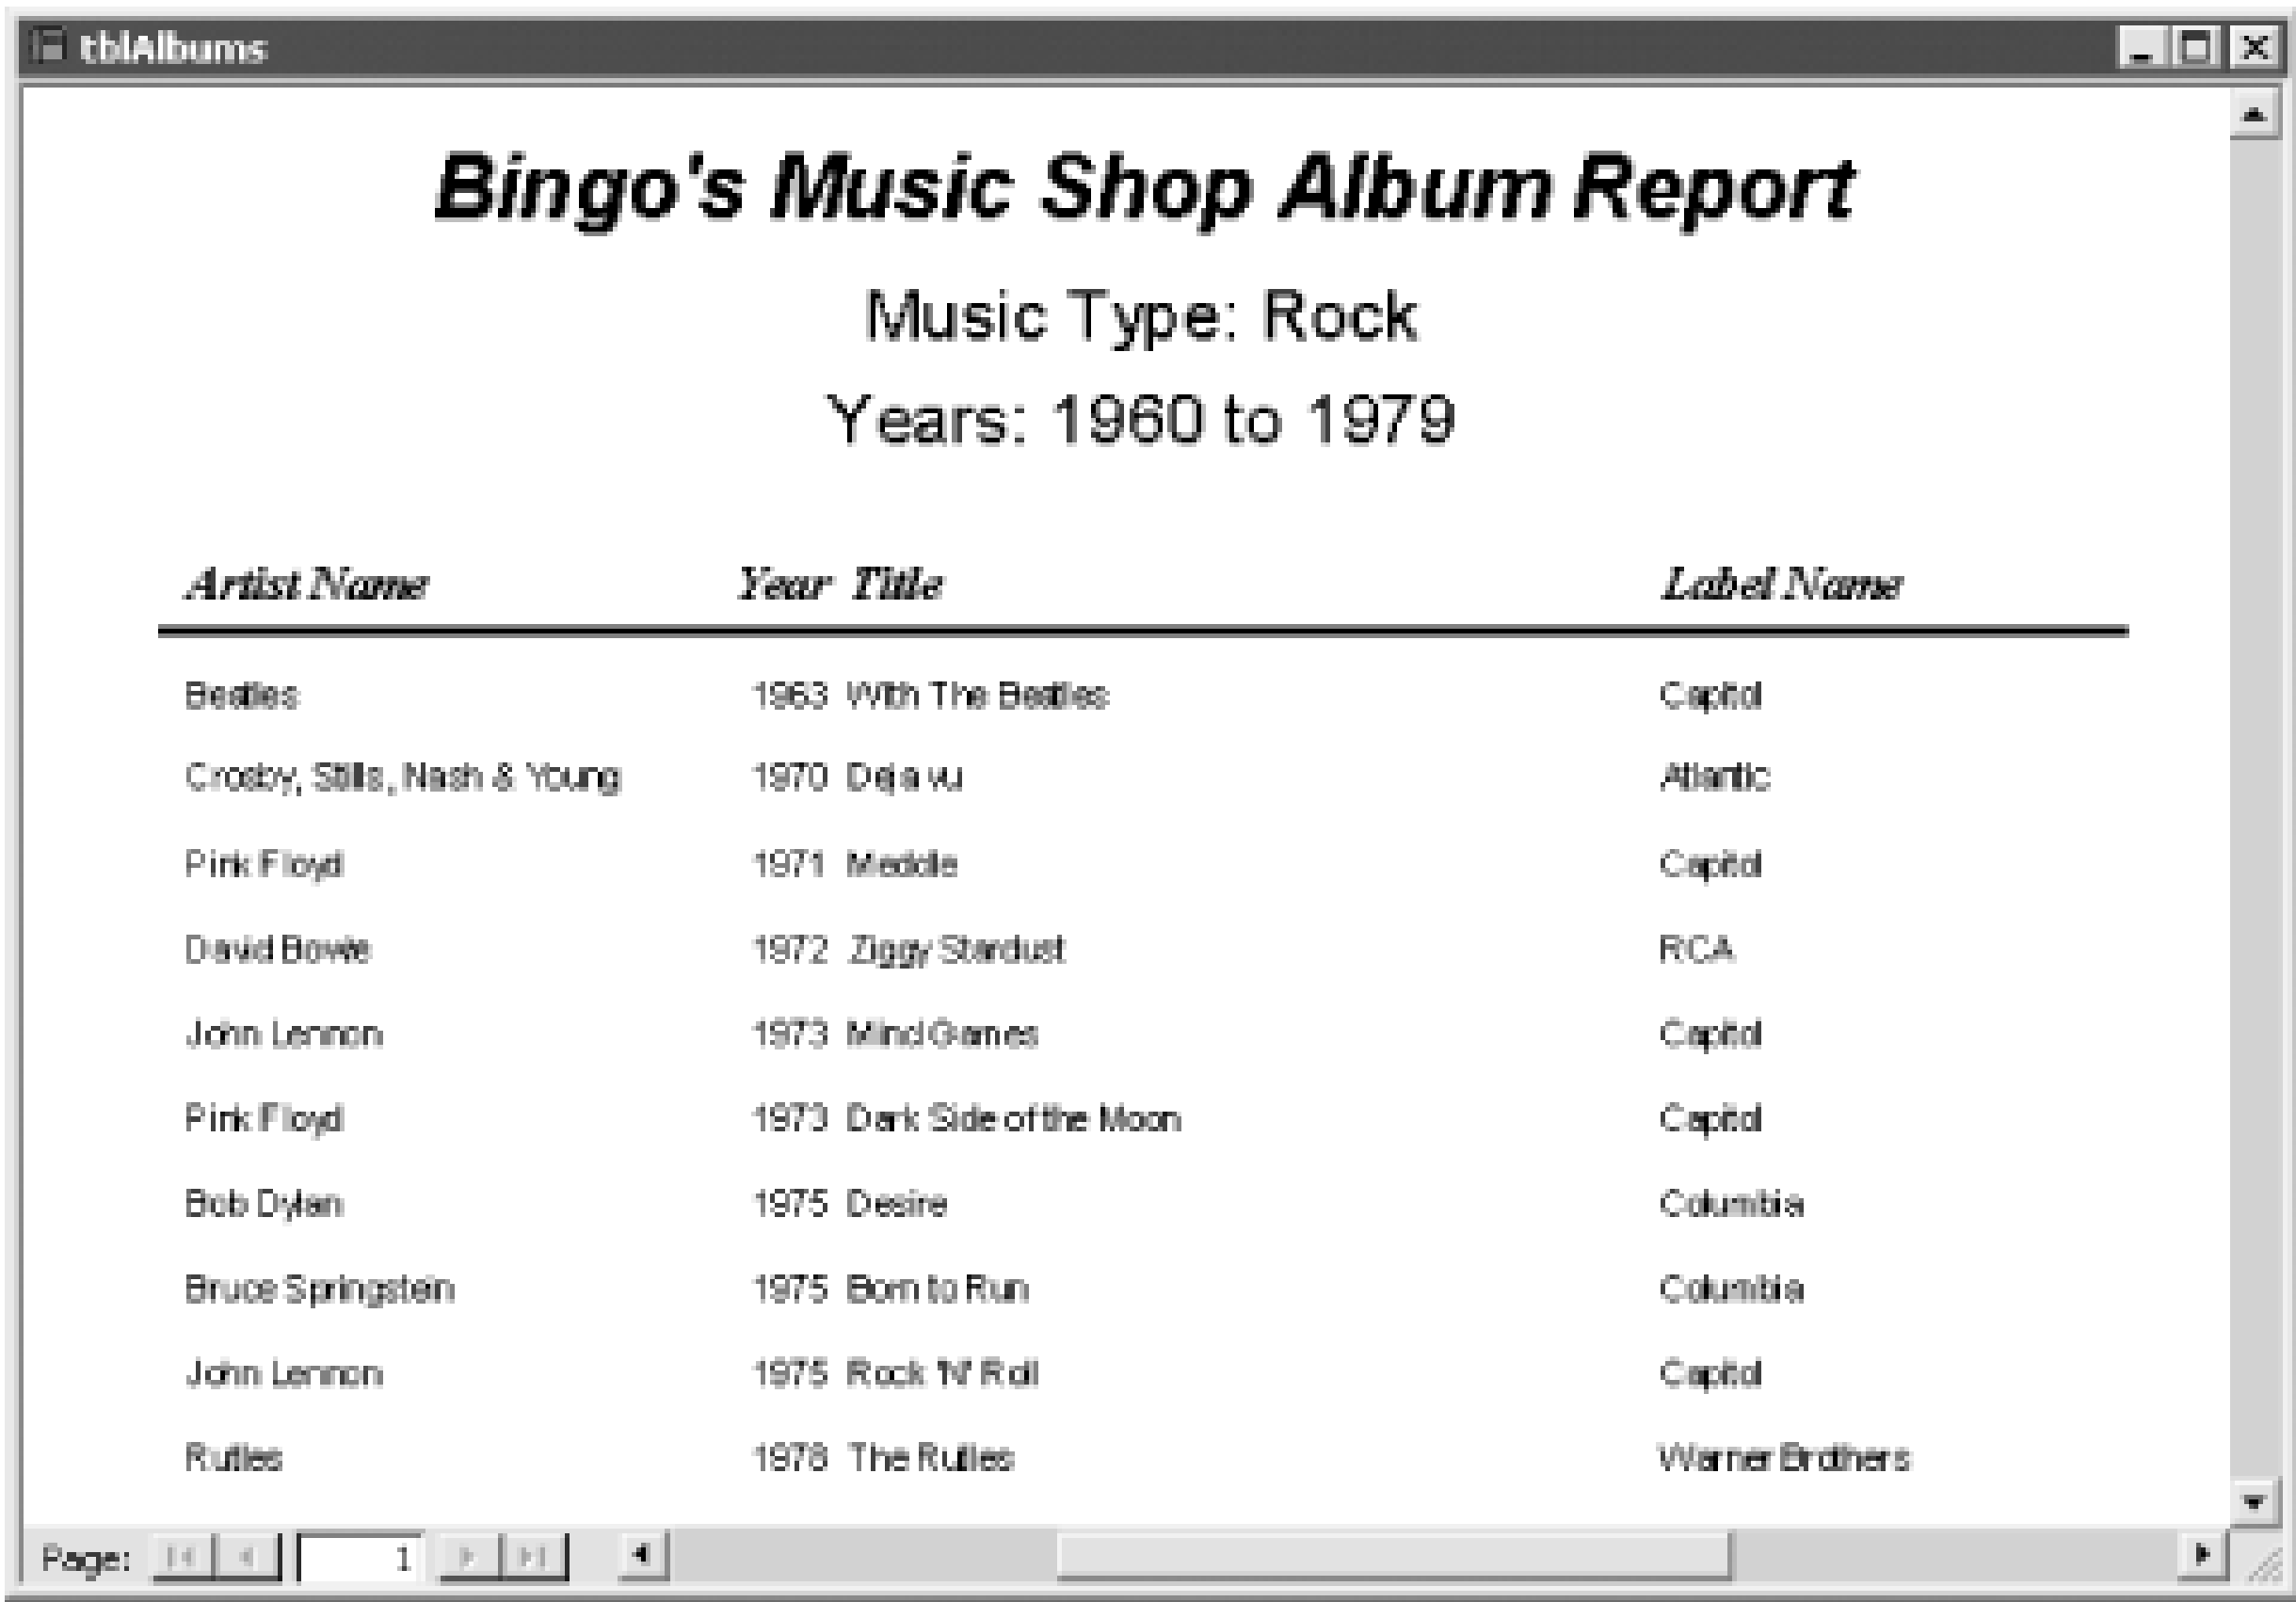 tblAlbums
Bingo's Music Shop Album Report
Music Type: Rock
Years: 1960 to 1979
Artist Name Year Title Label Name
Beatles 1963 With The Beatles Capitol
Crosby, Stills, Nash & Young 1970 Deja vu Atlantic
Pink Floyd 1971 Meddle Capitol
David Bowie 1972 Ziggy Stardust RCA
John Lennon 1973 Mind Games Capitol
Pink Floyd 1973 Dark Side of the Moon Capitol
Bob Dylan 1975 Desire Columbia
Bruce Springstein 1975 Born to Run Columbia
John Lennon 1975 Rock 'N' Roll Capitol
Rutles 1978 The Rutles Warner Brothers
Page: 1